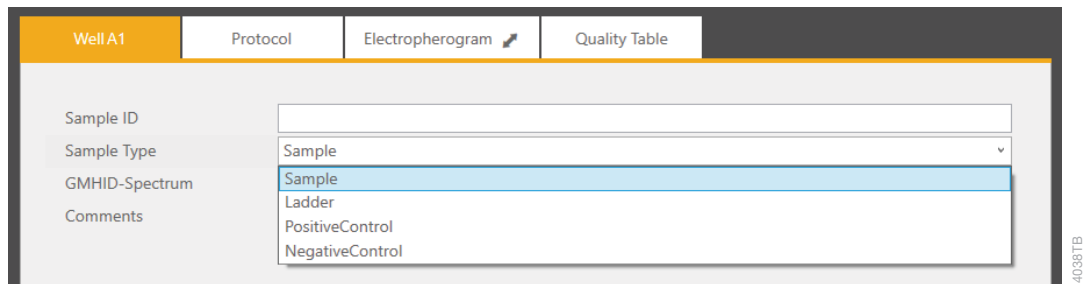 Well A1 Protocol Electropherogram Quality Table
Sample ID
Sample Type Sample
GMHID-Spectrum Sample
Ladder
Comments
PositiveControl
NegativeControl
4038TB